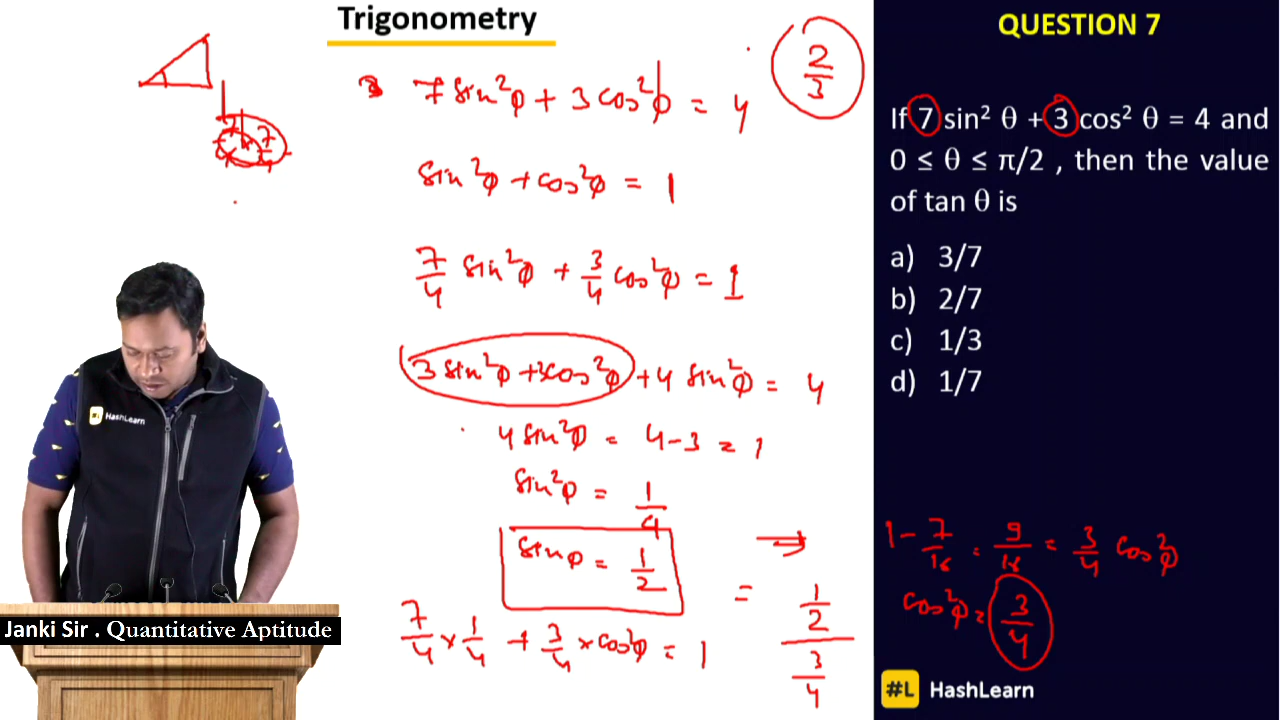 Trigonometry
7 sin²φ + 3 cos²φ = 4
2/3
sin²φ + cos²φ = 1
7/4 sin²φ + 3/4 cos²φ = 1
3 sin²φ + 3cos²φ + 4 sin²φ = 4
4 sin²φ = 4 - 3 = 1
sin²φ = 1/4
sinφ = 1/2
7/4 × 1/4 + 3/4 × cos²φ = 1
= 1/2 / 3/4
QUESTION 7
If 7 sin² θ + 3 cos² θ = 4 and
0 ≤ θ ≤ π/2 , then the value
of tan θ is
a) 3/7
b) 2/7
c) 1/3
d) 1/7
1 - 7/16 = 9/16 = 3/4 cos²φ
cos²φ = 3/4
#L HashLearn
#L HashLearn
Janki Sir . Quantitative Aptitude